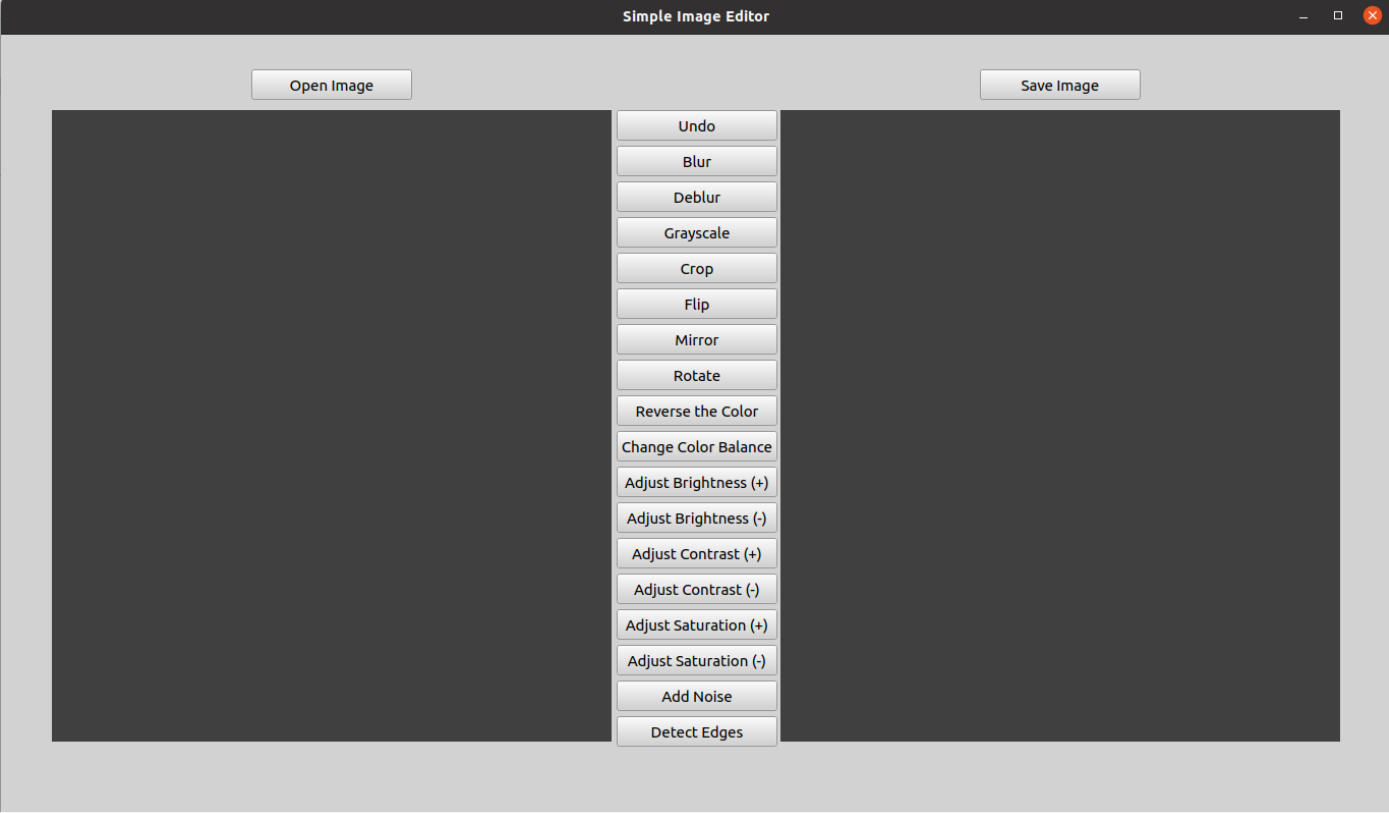 Simple Image Editor
Open Image
Save Image
Undo
Blur
Deblur
Grayscale
Crop
Flip
Mirror
Rotate
Reverse the Color
Change Color Balance
Adjust Brightness (+)
Adjust Brightness (-)
Adjust Contrast (+)
Adjust Contrast (-)
Adjust Saturation (+)
Adjust Saturation (-)
Add Noise
Detect Edges